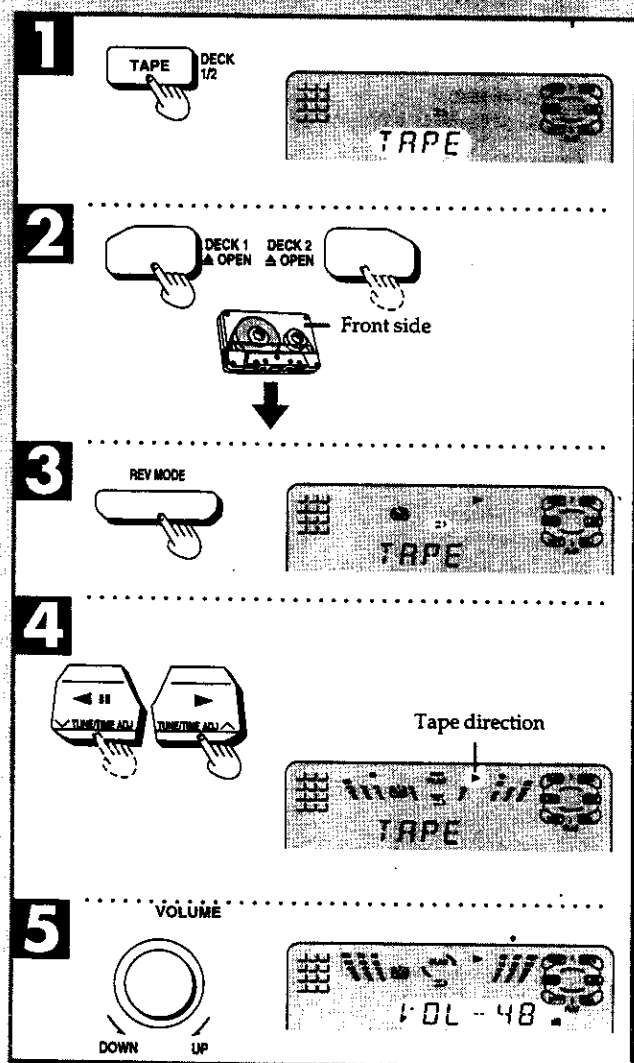 1
TAPE DECK 1/2
TAPE
2
DECK 1 DECK 2
▲ OPEN ▲ OPEN
Front side
3
REV MODE
TAPE
4
◀ II ▶
∨ TUNE/TIME ADJ TUNE/TIME ADJ ∧
Tape direction
TAPE
5
VOLUME
VOL -48
DOWN UP